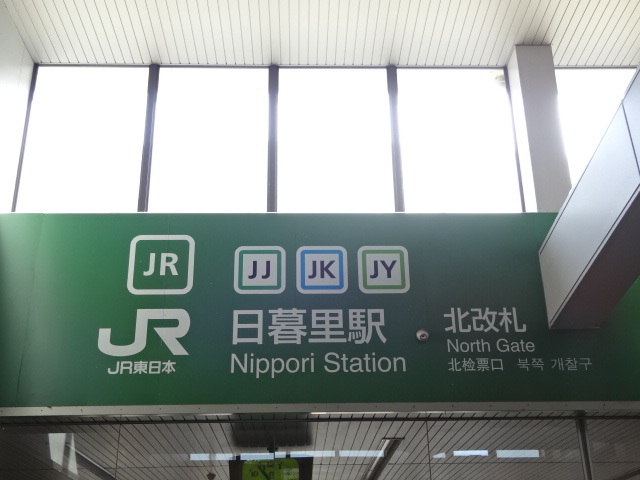 JR
JJ JK JY
JR
JR東日本
日暮里駅
Nippori Station
北改札
North Gate
北检票口 북쪽 개찰구